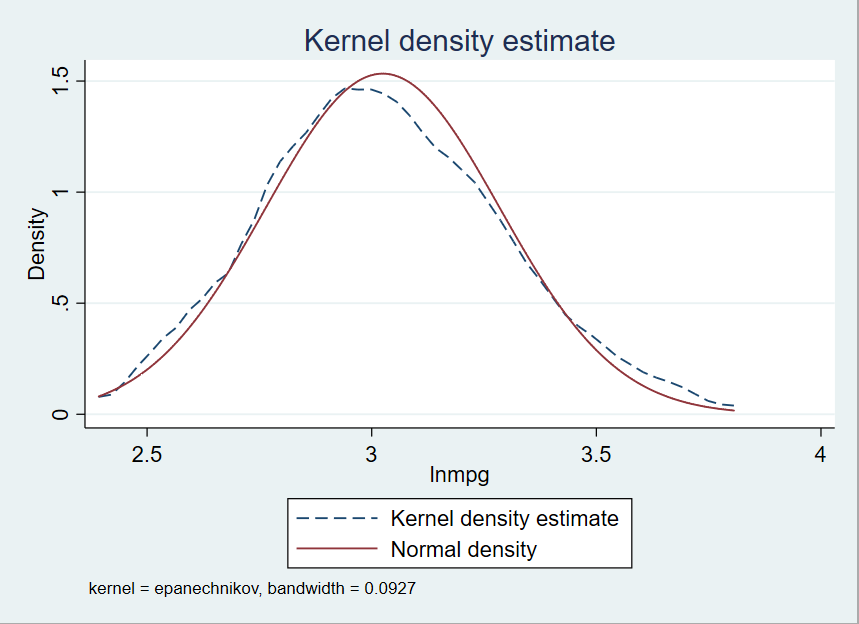 Kernel density estimate
1.5
1
.5
0
Density
2.5 3 3.5 4
lnmpg
Kernel density estimate
Normal density
kernel = epanechnikov, bandwidth = 0.0927